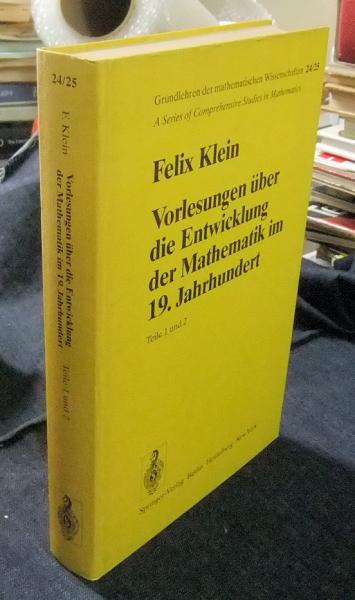 Grundlehren der mathematischen Wissenschaften 24/25
A Series of Comprehensive Studies in Mathematics
Felix Klein
Vorlesungen über
die Entwicklung
der Mathematik im
19. Jahrhundert
Teile 1 und 2
Springer-Verlag Berlin Heidelberg New York
24/25
F. Klein
Vorlesungen über die Entwicklung
der Mathematik im 19. Jahrhundert
Teile 1 und 2